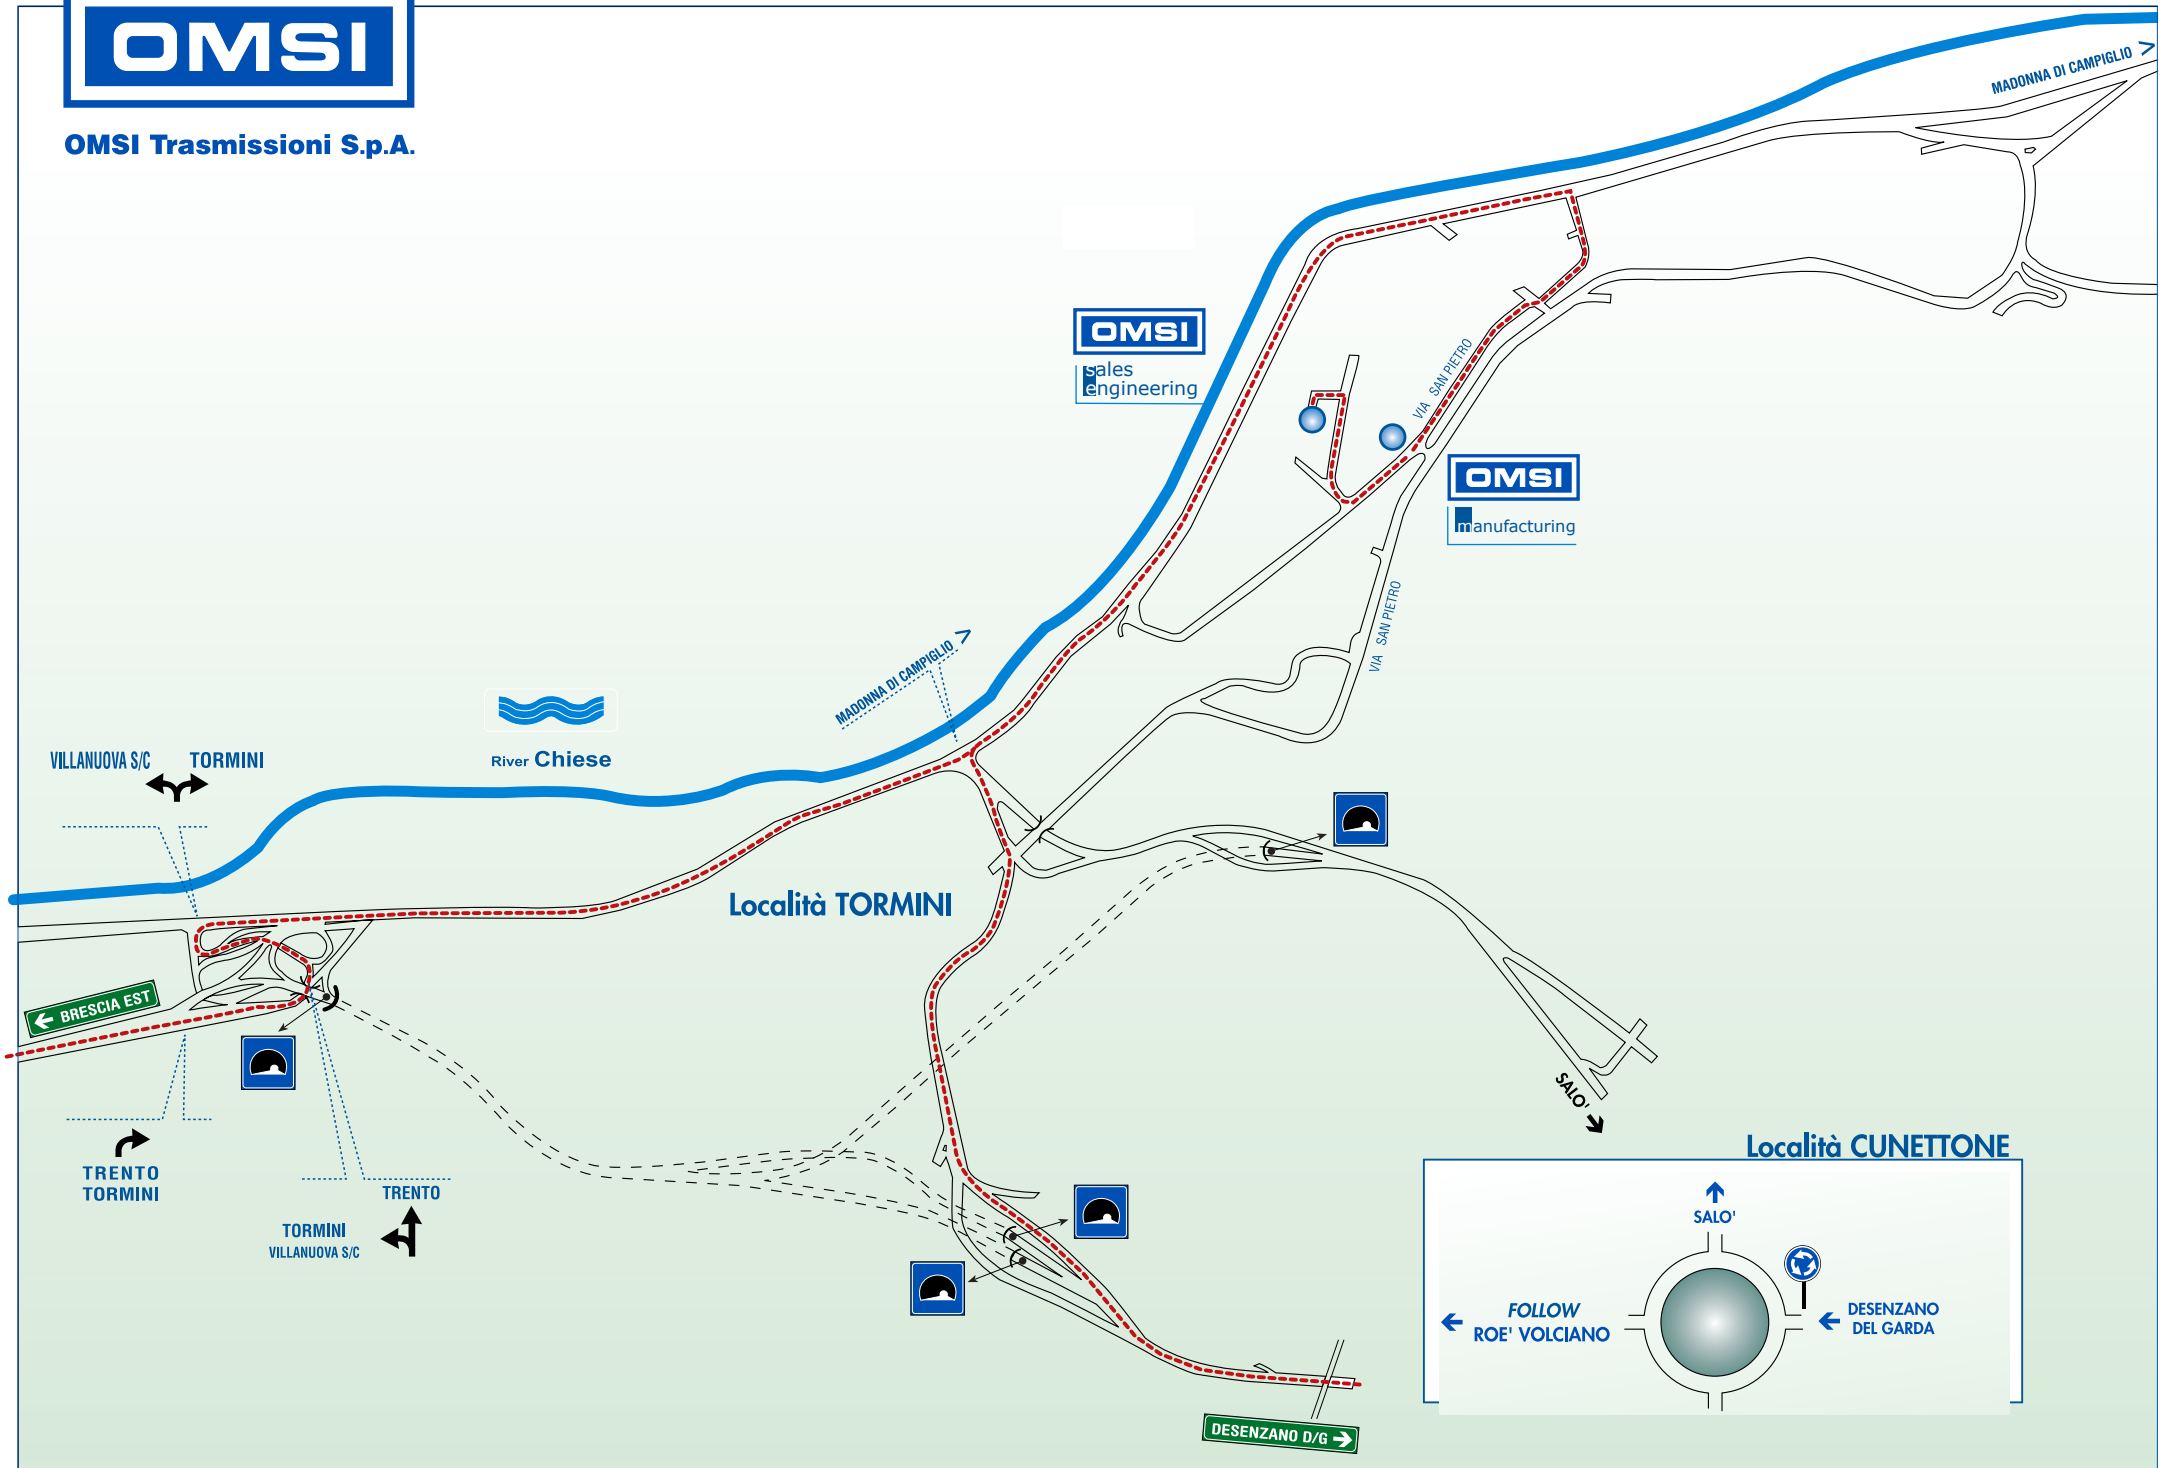 OMSI
OMSI Trasmissioni S.p.A.
MADONNA DI CAMPIGLIO >
OMSI
sales
engineering
VIA SAN PIETRO
OMSI
manufacturing
VIA SAN PIETRO
MADONNA DI CAMPIGLIO >
River Chiese
VILLANUOVA S/C TORMINI
Località TORMINI
BRESCIA EST
TRENTO
TORMINI
TRENTO
TORMINI
VILLANUOVA S/C
SALO'
DESENZANO D/G
Località CUNETTONE
SALO'
FOLLOW
ROE' VOLCIANO
DESENZANO
DEL GARDA